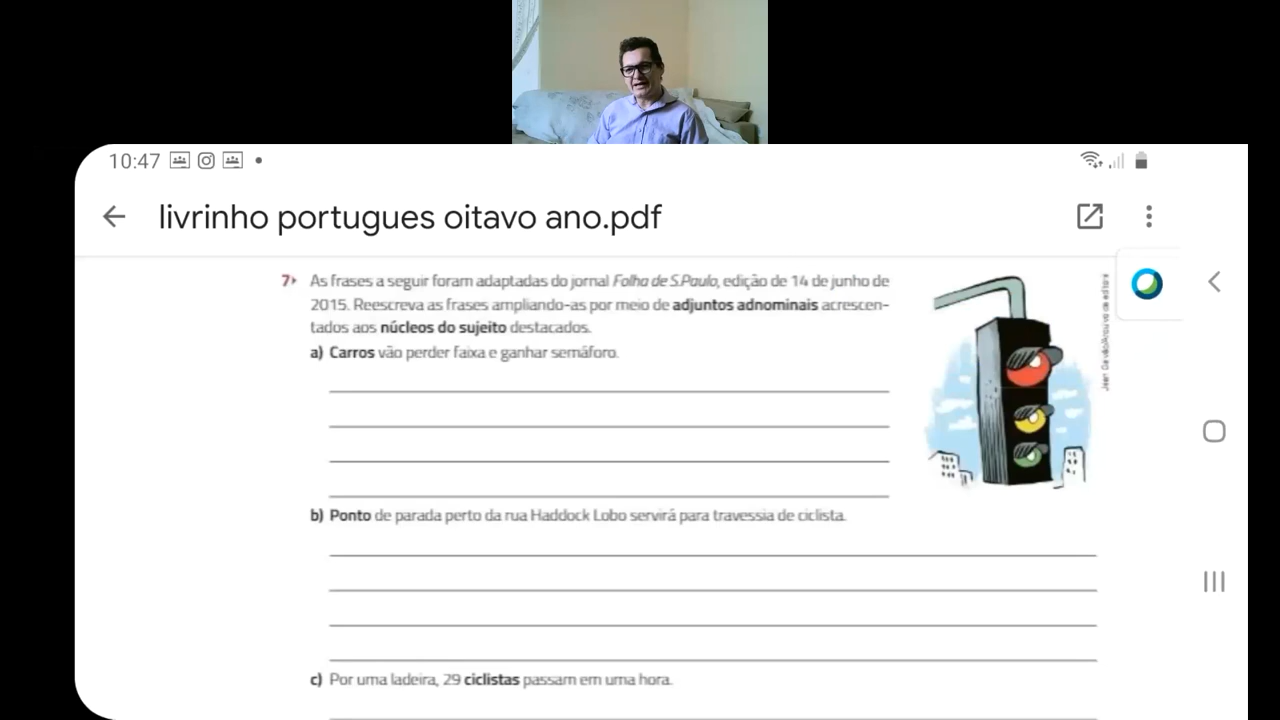 10:47
livrinho portugues oitavo ano.pdf
7 As frases a seguir foram adaptadas do jornal Folha de S.Paulo, edição de 14 de junho de
2015. Reescreva as frases ampliando-as por meio de adjuntos adnominais acrescen-
tados aos núcleos do sujeito destacados.
a) Carros vão perder faixa e ganhar semáforo.
b) Ponto de parada perto da rua Haddock Lobo servirá para travessia de ciclista.
c) Por uma ladeira, 29 ciclistas passam em uma hora.